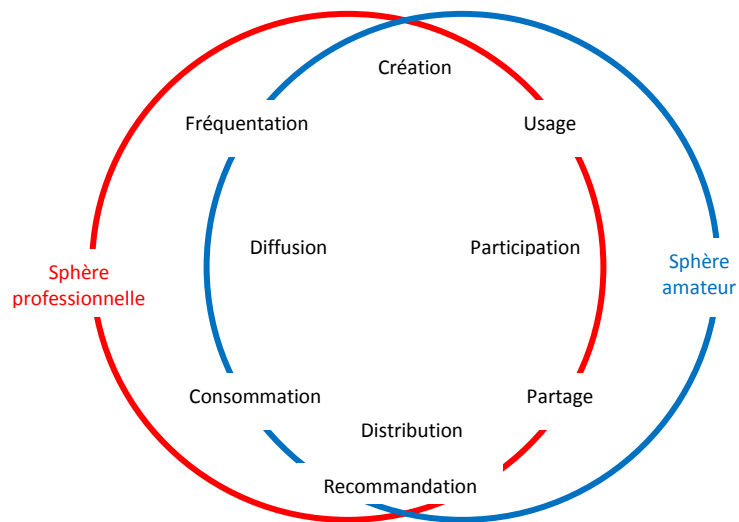 Création
Fréquentation
Usage
Diffusion
Participation
Sphère
professionnelle
Sphère
amateur
Consommation
Partage
Distribution
Recommandation